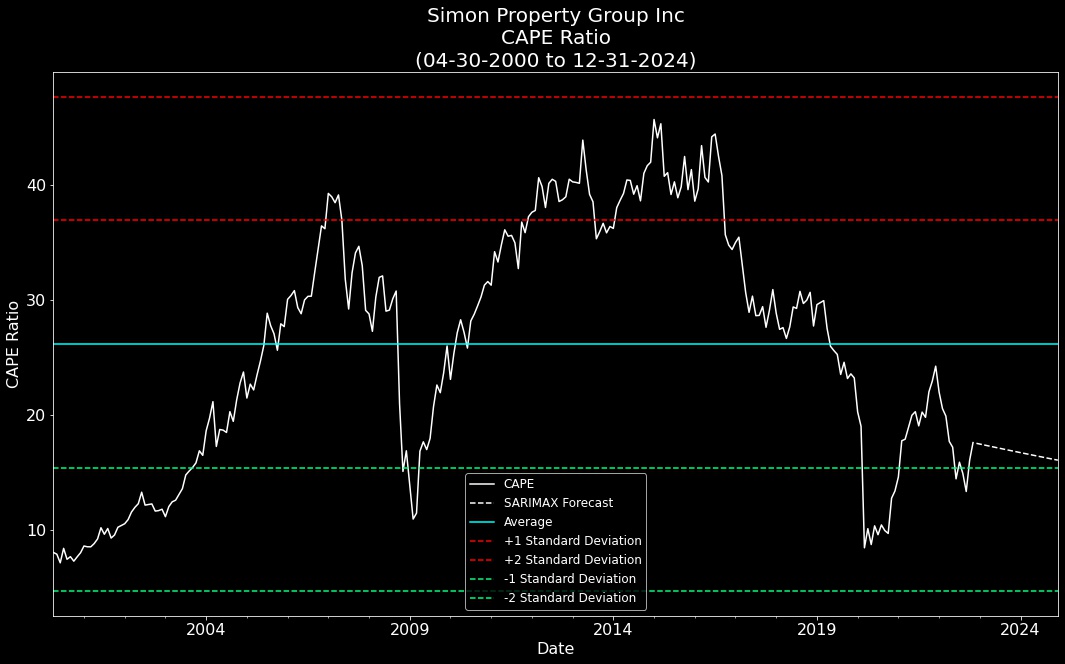 Simon Property Group Inc
CAPE Ratio
(04-30-2000 to 12-31-2024)
CAPE Ratio
40
30
20
10
CAPE
SARIMAX Forecast
Average
+1 Standard Deviation
+2 Standard Deviation
-1 Standard Deviation
-2 Standard Deviation
2004 2009 2014 2019 2024
Date